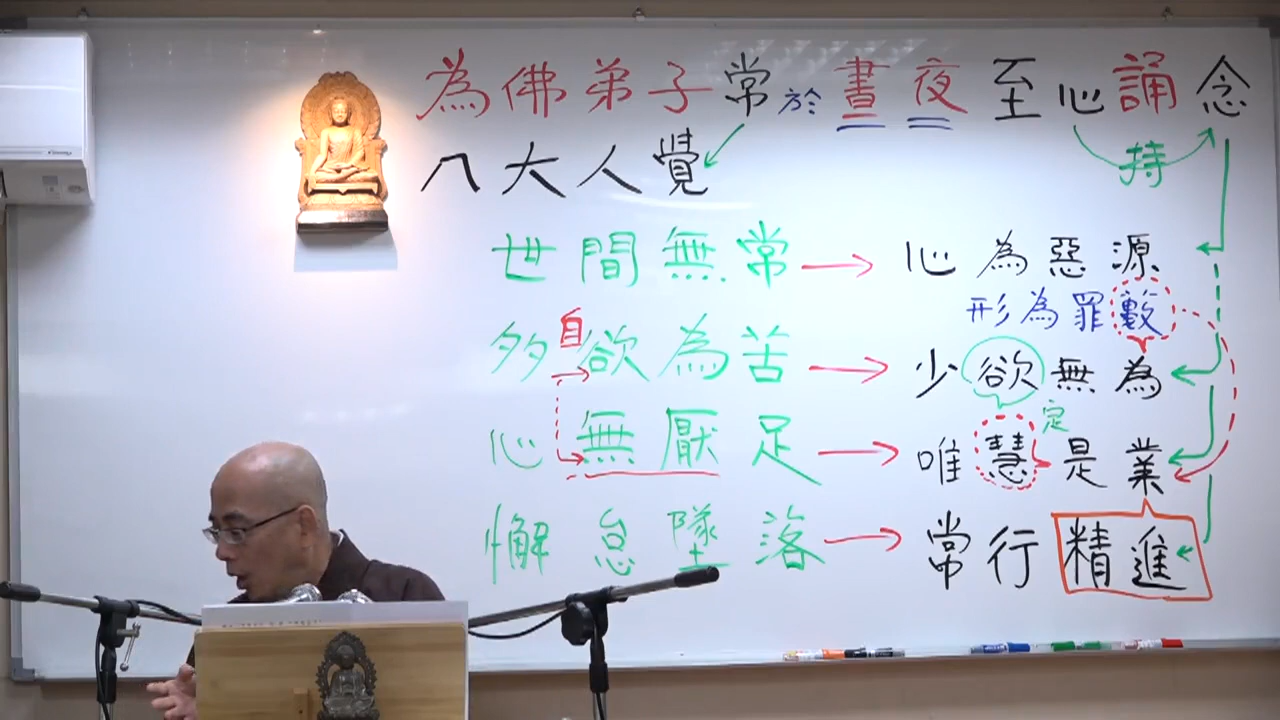 為佛弟子常於晝夜至心誦念
持
八大人覺
世間無常→心為惡源
形為罪藪
多自欲為苦→少欲無為
定
心無厭足→唯慧是業
懈怠墜落→常行精進